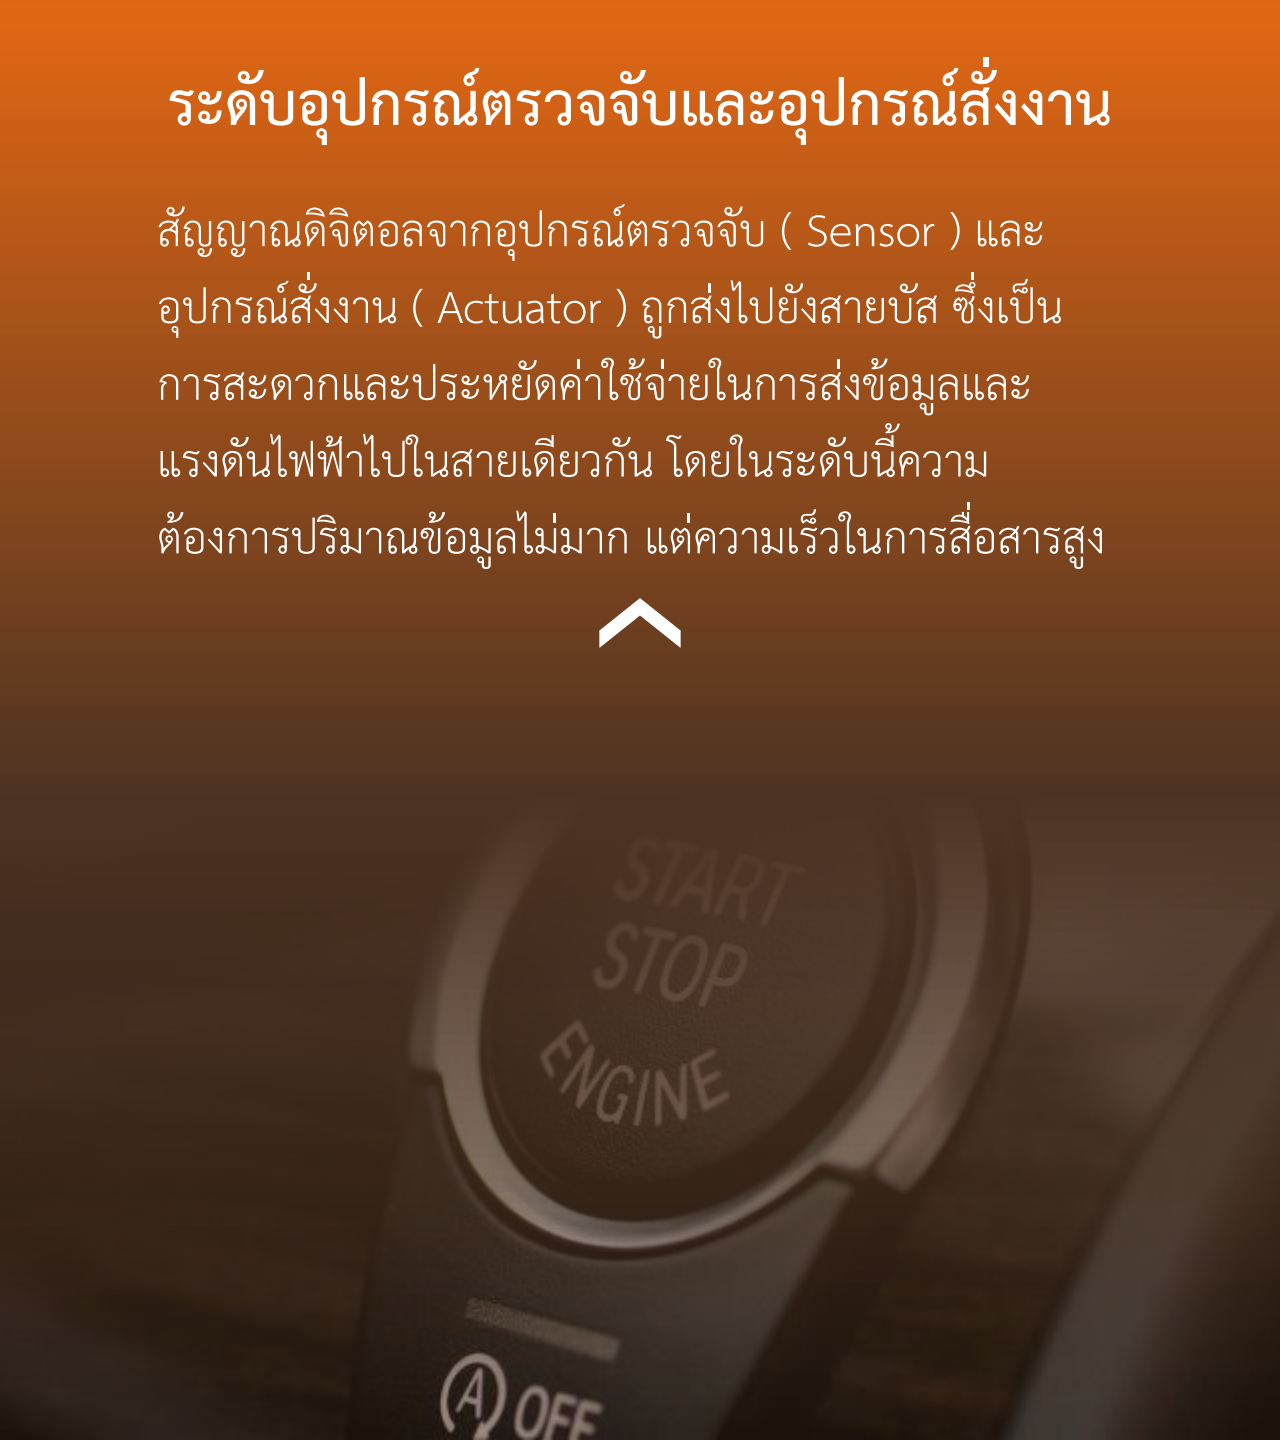 ระดับอุปกรณ์ตรวจจับและอุปกรณ์สั่งงาน
สัญญาณดิจิตอลจากอุปกรณ์ตรวจจับ ( Sensor ) และ
อุปกรณ์สั่งงาน ( Actuator ) ถูกส่งไปยังสายบัส ซึ่งเป็น
การสะดวกและประหยัดค่าใช้จ่ายในการส่งข้อมูลและ
แรงดันไฟฟ้าไปในสายเดียวกัน โดยในระดับนี้ความ
ต้องการปริมาณข้อมูลไม่มาก แต่ความเร็วในการสื่อสารสูง
START
STOP
ENGINE
A OFF